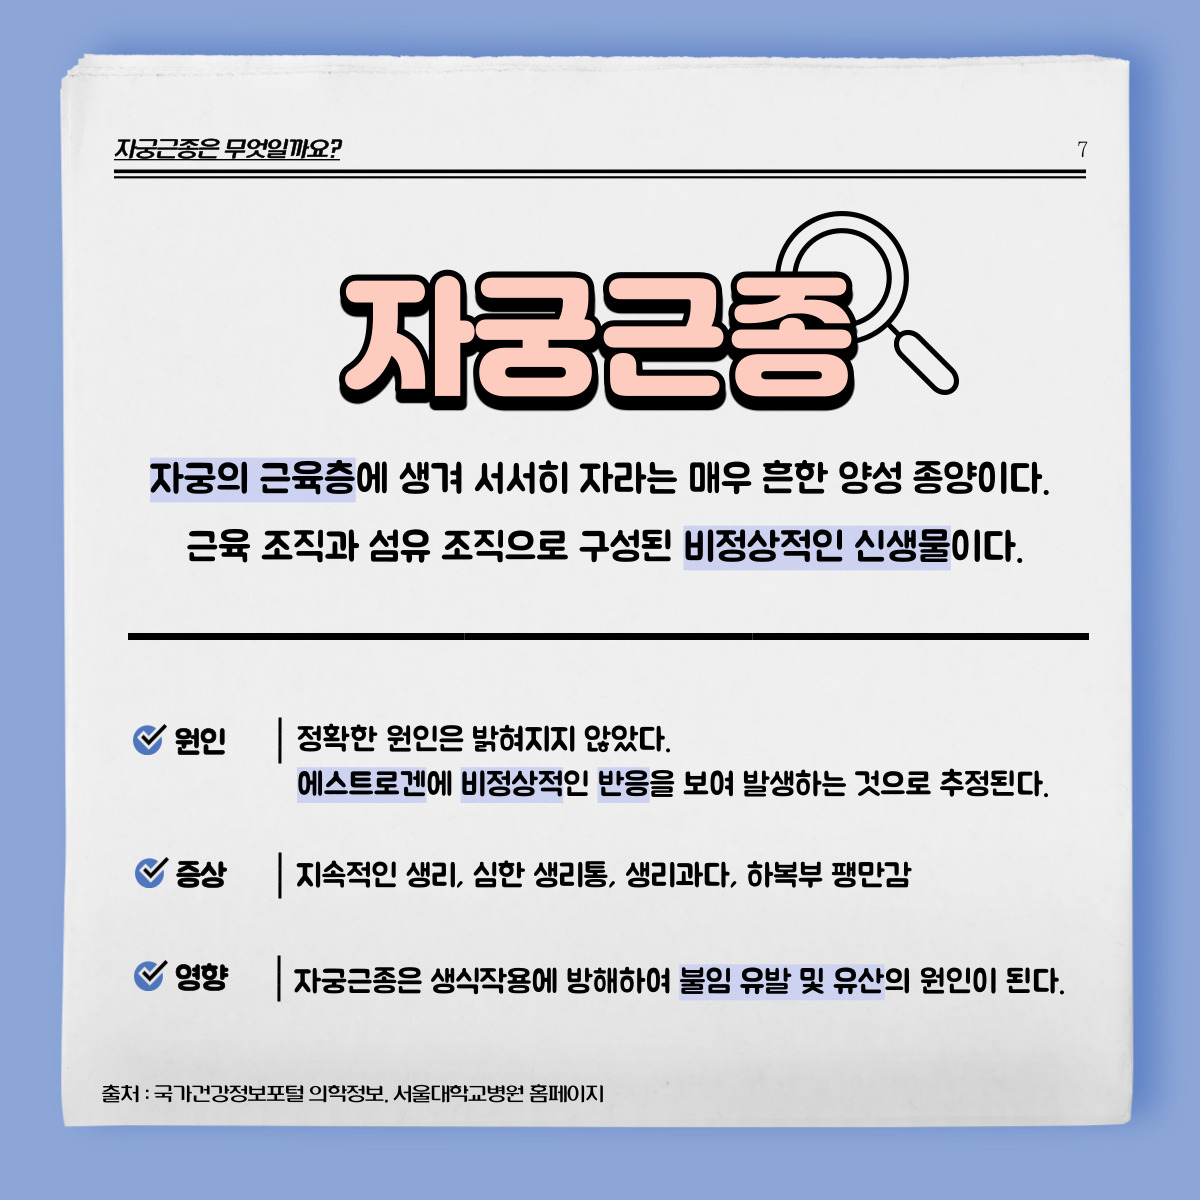 자궁근종은 무엇일까요?
7
자궁근종
자궁의 근육층에 생겨 서서히 자라는 매우 흔한 양성 종양이다.
근육 조직과 섬유 조직으로 구성된 비정상적인 신생물이다.
원인
정확한 원인은 밝혀지지 않았다.
에스트로겐에 비정상적인 반응을 보여 발생하는 것으로 추정된다.
증상
지속적인 생리, 심한 생리통, 생리과다, 하복부 팽만감
영향
자궁근종은 생식작용에 방해하여 불임 유발 및 유산의 원인이 된다.
출처 : 국가건강정보포털 의학정보, 서울대학교병원 홈페이지